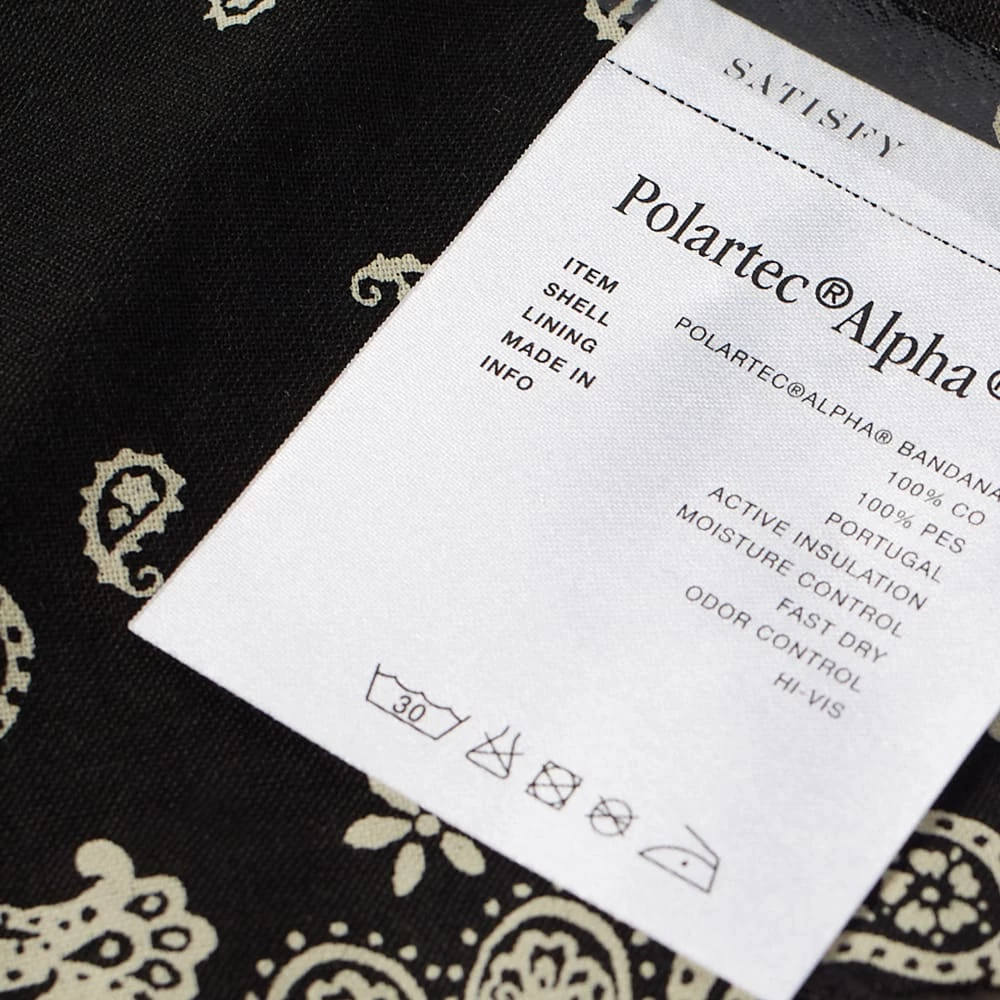 SATISFY
Polartec®Alpha®
ITEM
SHELL
LINING
MADE IN
INFO
POLARTEC®ALPHA® BANDANA
100% CO
100% PES
PORTUGAL
ACTIVE INSULATION
MOISTURE CONTROL
FAST DRY
ODOR CONTROL
HI-VIS
30